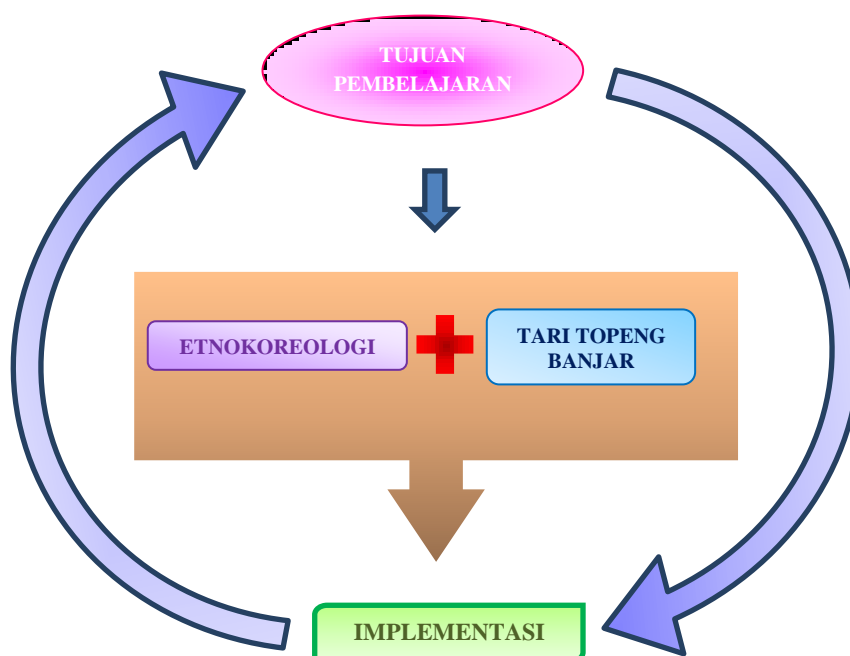 TUJUAN
PEMBELAJARAN
ETNOKOREOLOGI
TARI TOPENG
BANJAR
IMPLEMENTASI